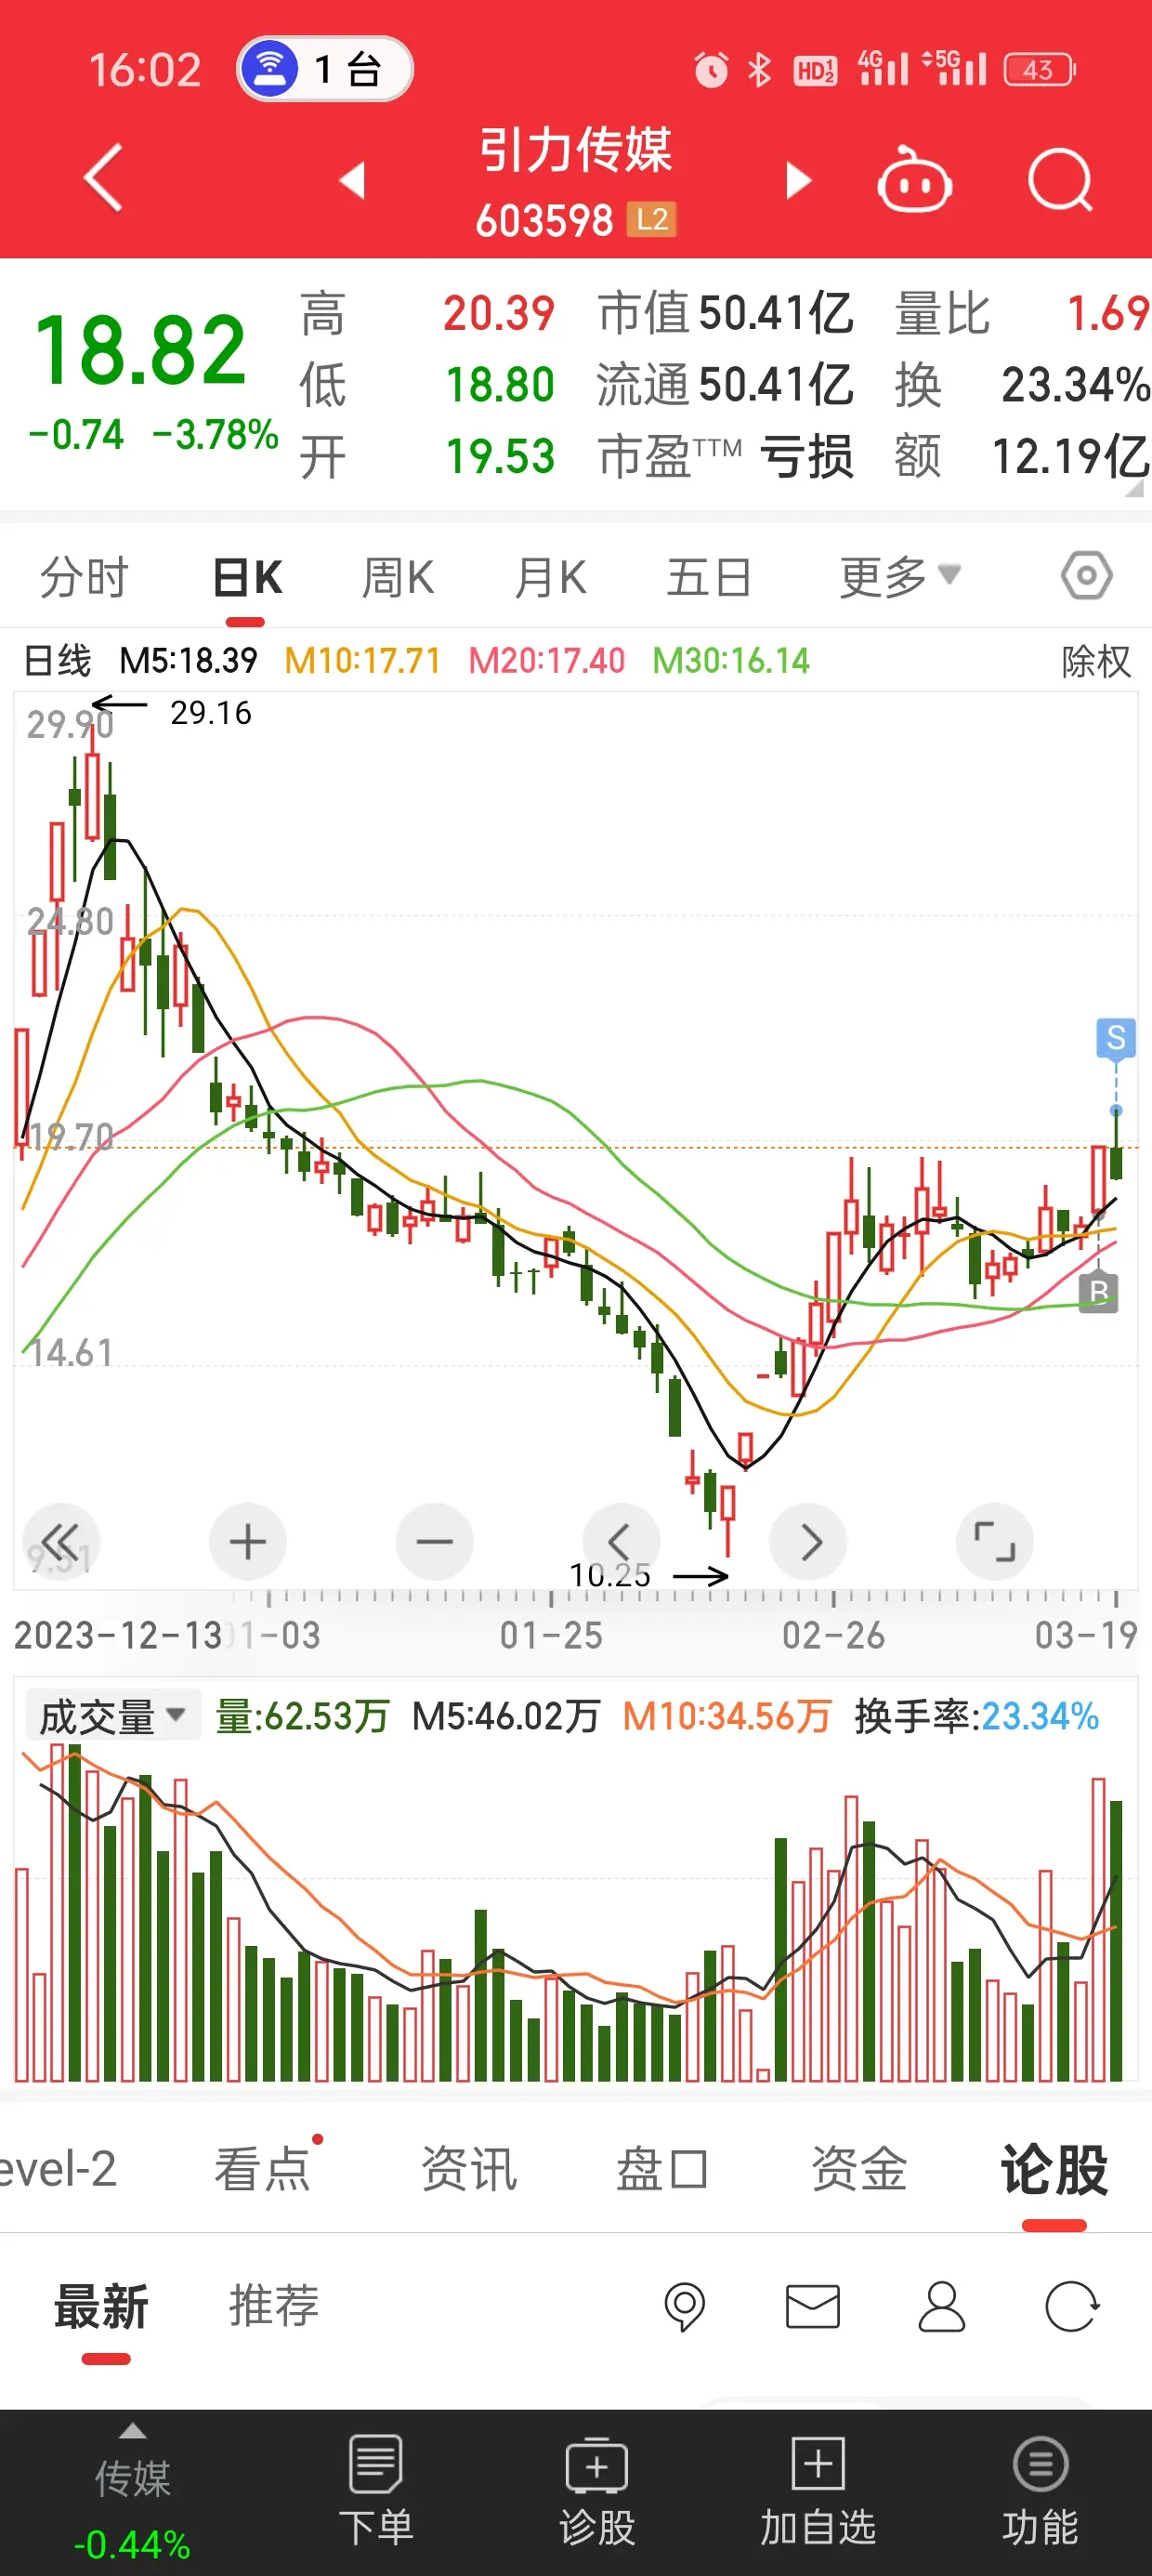 16:02 1 台 HD 1 2 4G 5G 43
引力传媒
603598 L2
18.82
-0.74 -3.78%
高 20.39 市值 50.41亿 量比 1.69
低 18.80 流通 50.41亿 换 23.34%
开 19.53 市盈TTM 亏损 额 12.19亿
分时 日K 周K 月K 五日 更多
日线 M5:18.39 M10:17.71 M20:17.40 M30:16.14 除权
29.90 29.16
24.80
S
19.70
B
14.61
9.51 10.25
2023-12-13 01-03 01-25 02-26 03-19
成交量 量:62.53万 M5:46.02万 M10:34.56万 换手率:23.34%
evel-2 看点 资讯 盘口 资金 论股
最新 推荐
传媒 下单 诊股 加自选 功能
-0.44%